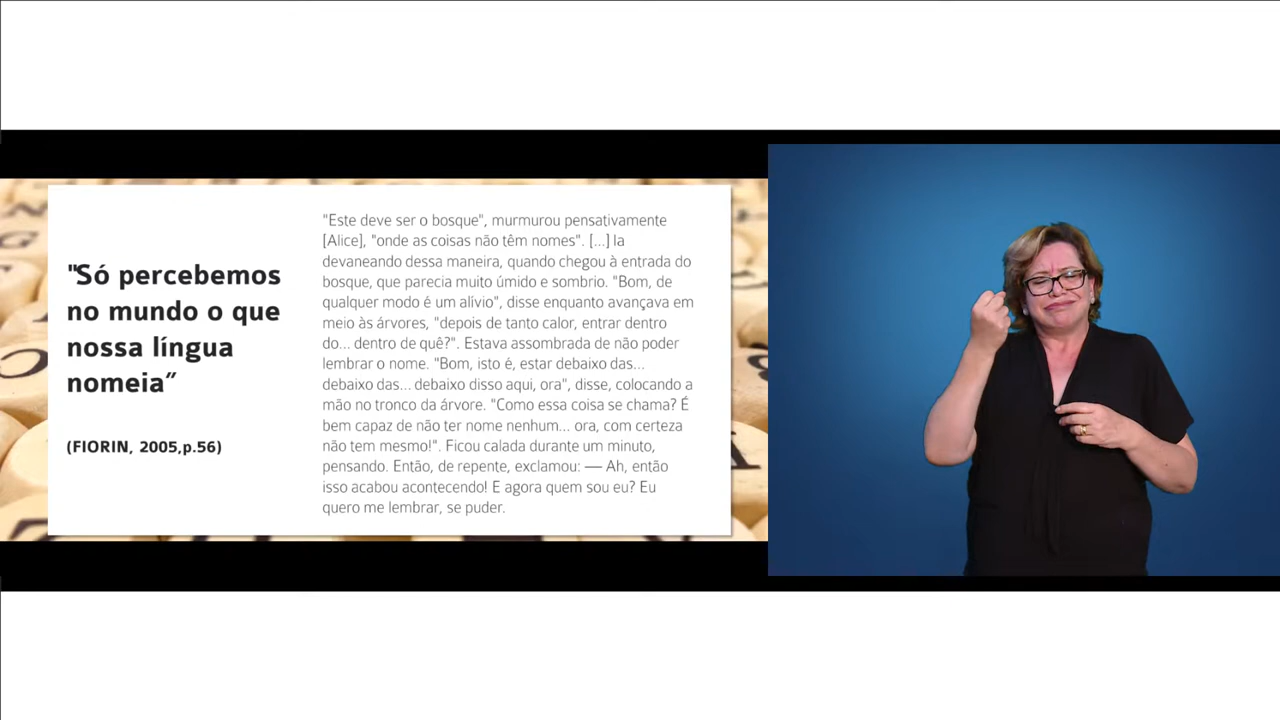 "Só percebemos
no mundo o que
nossa língua
nomeia”
(FIORIN, 2005,p.56)
"Este deve ser o bosque", murmurou pensativamente
[Alice], "onde as coisas não têm nomes". [...] Ia
devaneando dessa maneira, quando chegou à entrada do
bosque, que parecia muito úmido e sombrio. "Bom, de
qualquer modo é um alívio", disse enquanto avançava em
meio às árvores, "depois de tanto calor, entrar dentro
do... dentro de quê?". Estava assombrada de não poder
lembrar o nome. "Bom, isto é, estar debaixo das...
debaixo das... debaixo disso aqui, ora", disse, colocando a
mão no tronco da árvore. "Como essa coisa se chama? É
bem capaz de não ter nome nenhum... ora, com certeza
não tem mesmo!". Ficou calada durante um minuto,
pensando. Então, de repente, exclamou: — Ah, então
isso acabou acontecendo! E agora quem sou eu? Eu
quero me lembrar, se puder.